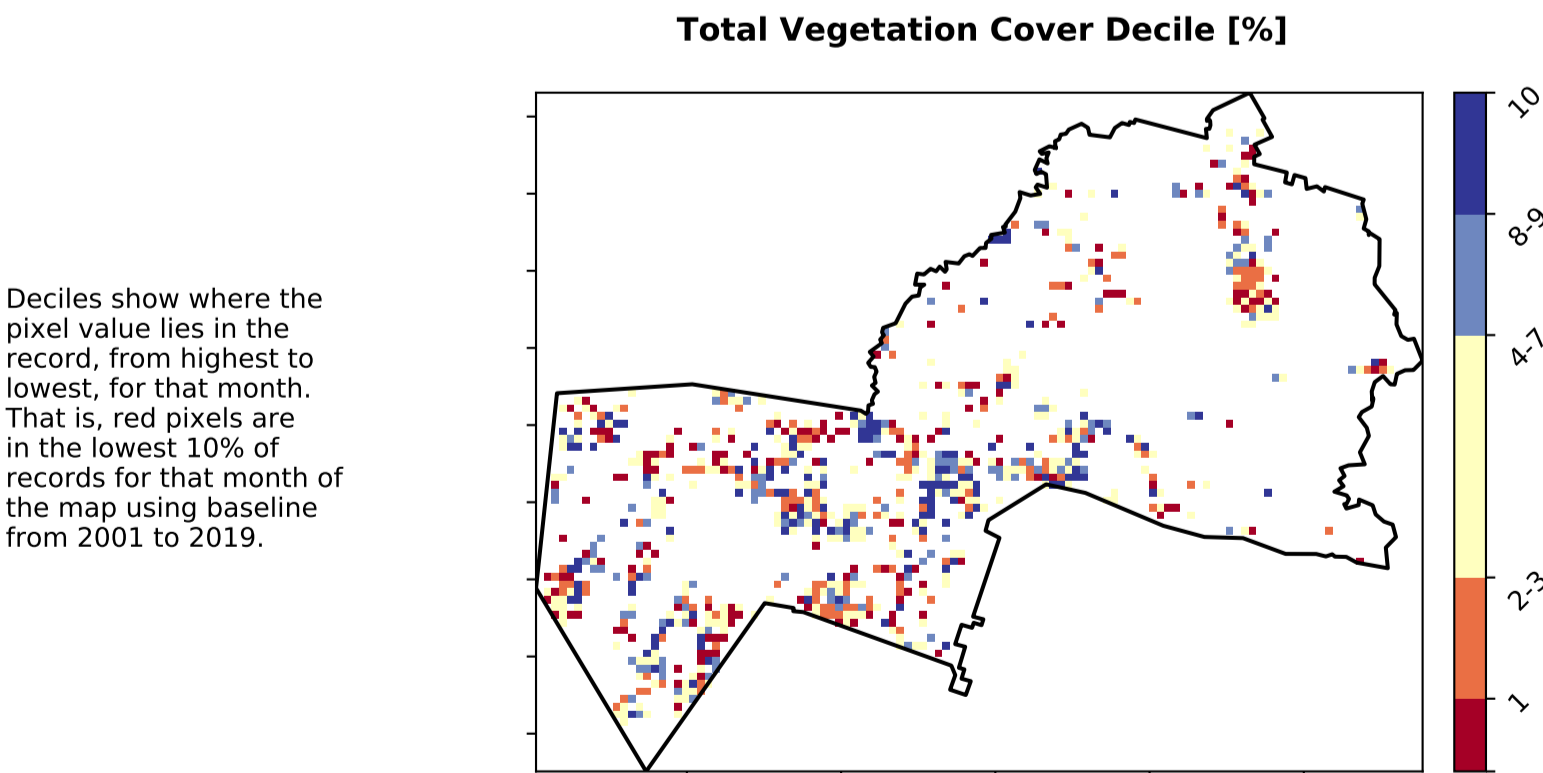 Total Vegetation Cover Decile [%]
Deciles show where the
pixel value lies in the
record, from highest to
lowest, for that month.
That is, red pixels are
in the lowest 10% of
records for that month of
the map using baseline
from 2001 to 2019.
10
8-9
4-7
2-3
1